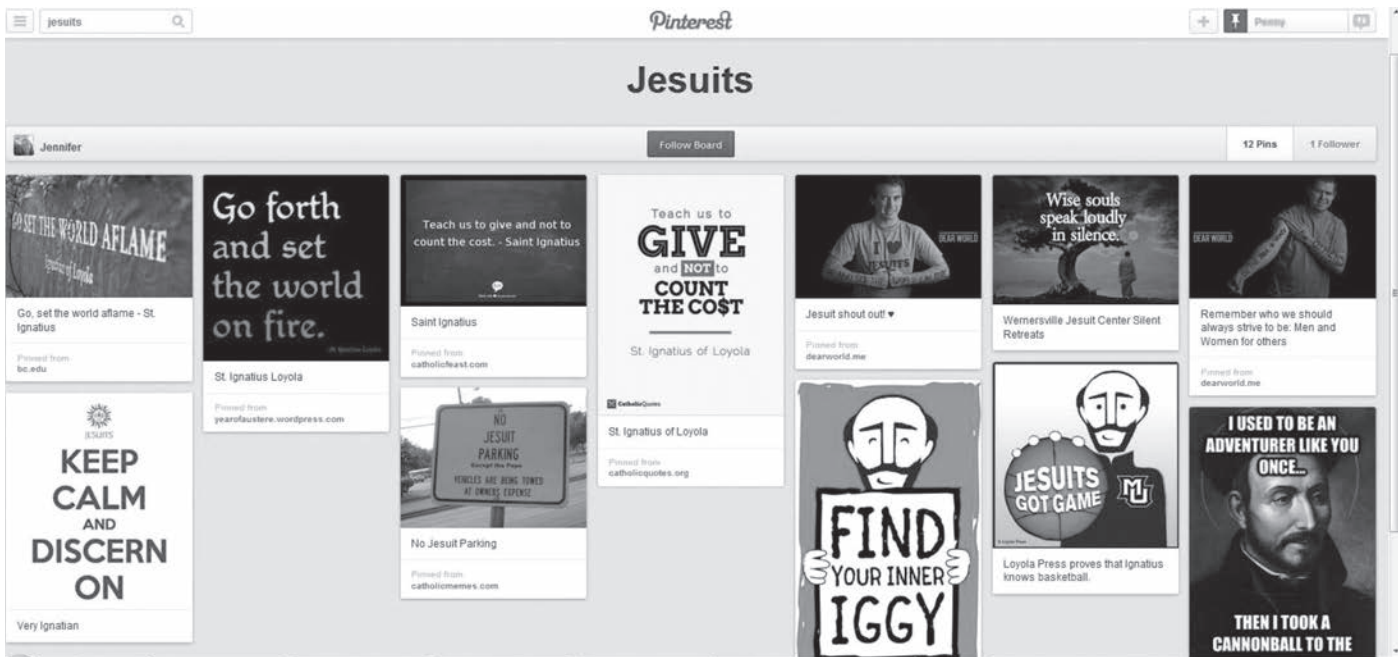 jesuits
Pinterest
Penny
Jesuits
Jennifer
Follow Board
12 Pins
1 Follower
GO SET THE WORLD AFLAME
Ignatius of Loyola
Go, set the world aflame - St.
Ignatius
Pinned from
bc.edu
JESUITS
KEEP
CALM
AND
DISCERN
ON
Very Ignatian
Go forth
and set
the world
on fire.
St. Ignatius Loyola
Pinned from
yearofaustere.wordpress.com
Teach us to give and not to
count the cost. - Saint Ignatius
Saint Ignatius
Pinned from
catholicfeast.com
NO
JESUIT
PARKING
Except the Pope
VEHICLES ARE BEING TOWED
AT OWNERS EXPENSE
No Jesuit Parking
Pinned from
catholicmemes.com
Teach us to
GIVE
and NOT to
COUNT
THE CO$T
St. Ignatius of Loyola
CatholicQuotes
St. Ignatius of Loyola
Pinned from
catholicquotes.org
I ♥
JESUITS
DEAR WORLD
Jesuit shout out! ♥
Pinned from
dearworld.me
FIND
YOUR INNER
IGGY
Wise souls
speak loudly
in silence.
Wernersville Jesuit Center Silent
Retreats
JESUITS
GOT GAME
MU
Loyola Press proves that Ignatius
knows basketball.
DEAR WORLD
Remember who we should
always strive to be: Men and
Women for others
Pinned from
dearworld.me
I USED TO BE AN
ADVENTURER LIKE YOU
ONCE...
THEN I TOOK A
CANNONBALL TO THE